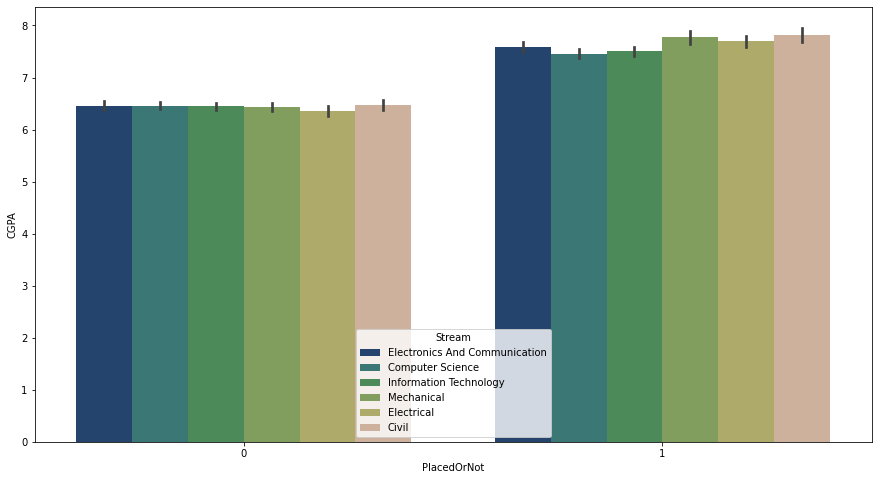 8
7
6
5
4
3
2
1
0
CGPA
Stream
Electronics And Communication
Computer Science
Information Technology
Mechanical
Electrical
Civil
0 1
PlacedOrNot